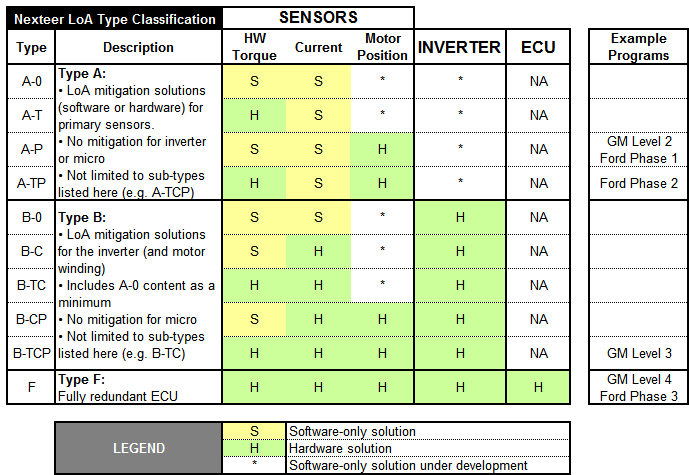 Nexteer LoA Type Classification SENSORS
Type Description HW Torque Current Motor Position INVERTER ECU Example Programs
A-0 S S * * NA
Type A:
• LoA mitigation solutions
(software or hardware) for
primary sensors.
• No mitigation for inverter
or micro
• Not limited to sub-types
listed here (e.g. A-TCP)
A-T H S * * NA
A-P S S H * NA GM Level 2
Ford Phase 1
A-TP H S H * NA Ford Phase 2
B-0 S S * H NA
Type B:
• LoA mitigation solutions
for the inverter (and motor
winding)
• Includes A-0 content as a
minimum
• No mitigation for micro
• Not limited to sub-types
listed here (e.g. B-TC)
B-C S H * H NA
B-TC H H * H NA
B-CP S H H H NA
B-TCP H H H H NA GM Level 3
F H H H H H GM Level 4
Ford Phase 3
Type F:
Fully redundant ECU
LEGEND
S Software-only solution
H Hardware solution
* Software-only solution under development